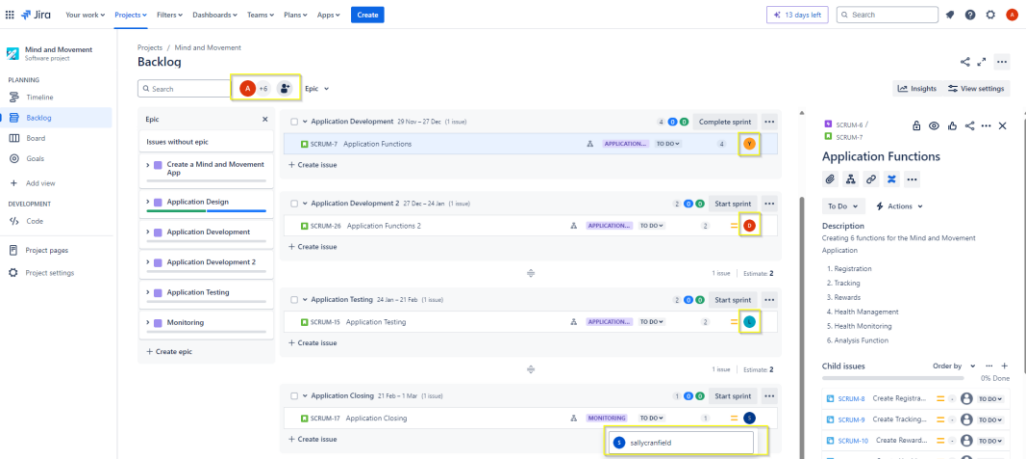 Jira Your work Projects Filters Dashboards Teams Plans Apps Create 13 days left Search A
Mind and Movement
Software project
PLANNING
Timeline
Backlog
Board
Goals
Add view
DEVELOPMENT
Code
Project pages
Project settings
Projects / Mind and Movement
Backlog
Search A +6 Epic Insights View settings
Epic
Issues without epic
Create a Mind and Movement
App
Application Design
Application Development
Application Development 2
Application Testing
Monitoring
+ Create epic
Application Development 29 Nov – 27 Dec (1 issue) 4 0 0 Complete sprint
SCRUM-7 Application Functions APPLICATION... TO DO 4 Y
+ Create issue
Application Development 2 27 Dec – 24 Jan (1 issue) 2 0 0 Start sprint
SCRUM-26 Application Functions 2 APPLICATION... TO DO 2 D
+ Create issue
1 issue Estimate: 2
Application Testing 24 Jan – 21 Feb (1 issue) 2 0 0 Start sprint
SCRUM-15 Application Testing APPLICATION... TO DO 2 L
+ Create issue
1 issue Estimate: 2
Application Closing 21 Feb – 1 Mar (1 issue) 1 0 0 Start sprint
SCRUM-17 Application Closing MONITORING TO DO 1 S
+ Create issue
S sallycranfield
SCRUM-6 /
SCRUM-7
Application Functions
To Do Actions
Description
Creating 6 functions for the Mind and Movement
Application
1. Registration
2. Tracking
3. Rewards
4. Health Management
5. Health Monitoring
6. Analysis Function
Child issues Order by
0% Done
SCRUM-8 Create Registra... TO DO
SCRUM-9 Create Tracking... TO DO
SCRUM-10 Create Reward... TO DO